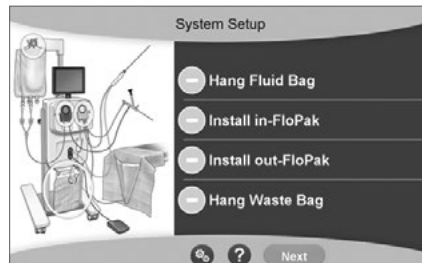 System Setup
Hang Fluid Bag
Install in-FloPak
Install out-FloPak
Hang Waste Bag
?
Next